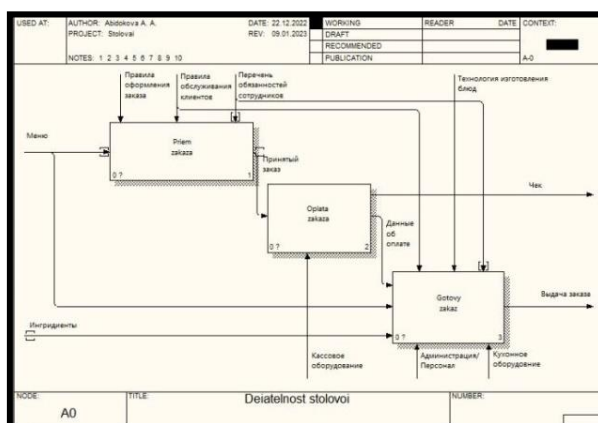 USED AT:
AUTHOR: Abidokova A. A.
DATE: 22.12.2022
WORKING
READER
DATE
CONTEXT:
PROJECT: Stolovai
REV: 09.01.2023
DRAFT
RECOMMENDED
NOTES: 1 2 3 4 5 6 7 8 9 10
PUBLICATION
A-0
Правила
оформления
заказа
Правила
обслуживания
клиентов
Перечень
обязанностей
сотрудников
Технология изготовления
блюд
Меню
Priem
zakaza
0 ?
1
Принятый
заказ
Oplata
zakaza
0 ?
2
Чек
Данные
об
оплате
Gotovy
zakaz
0 ?
3
Выдача заказа
Ингридиенты
Кассовое
оборудование
Администрация/
Персонал
Кухонное
оборудовние
NODE:
TITLE:
NUMBER:
A0
Deiatelnost stolovoi